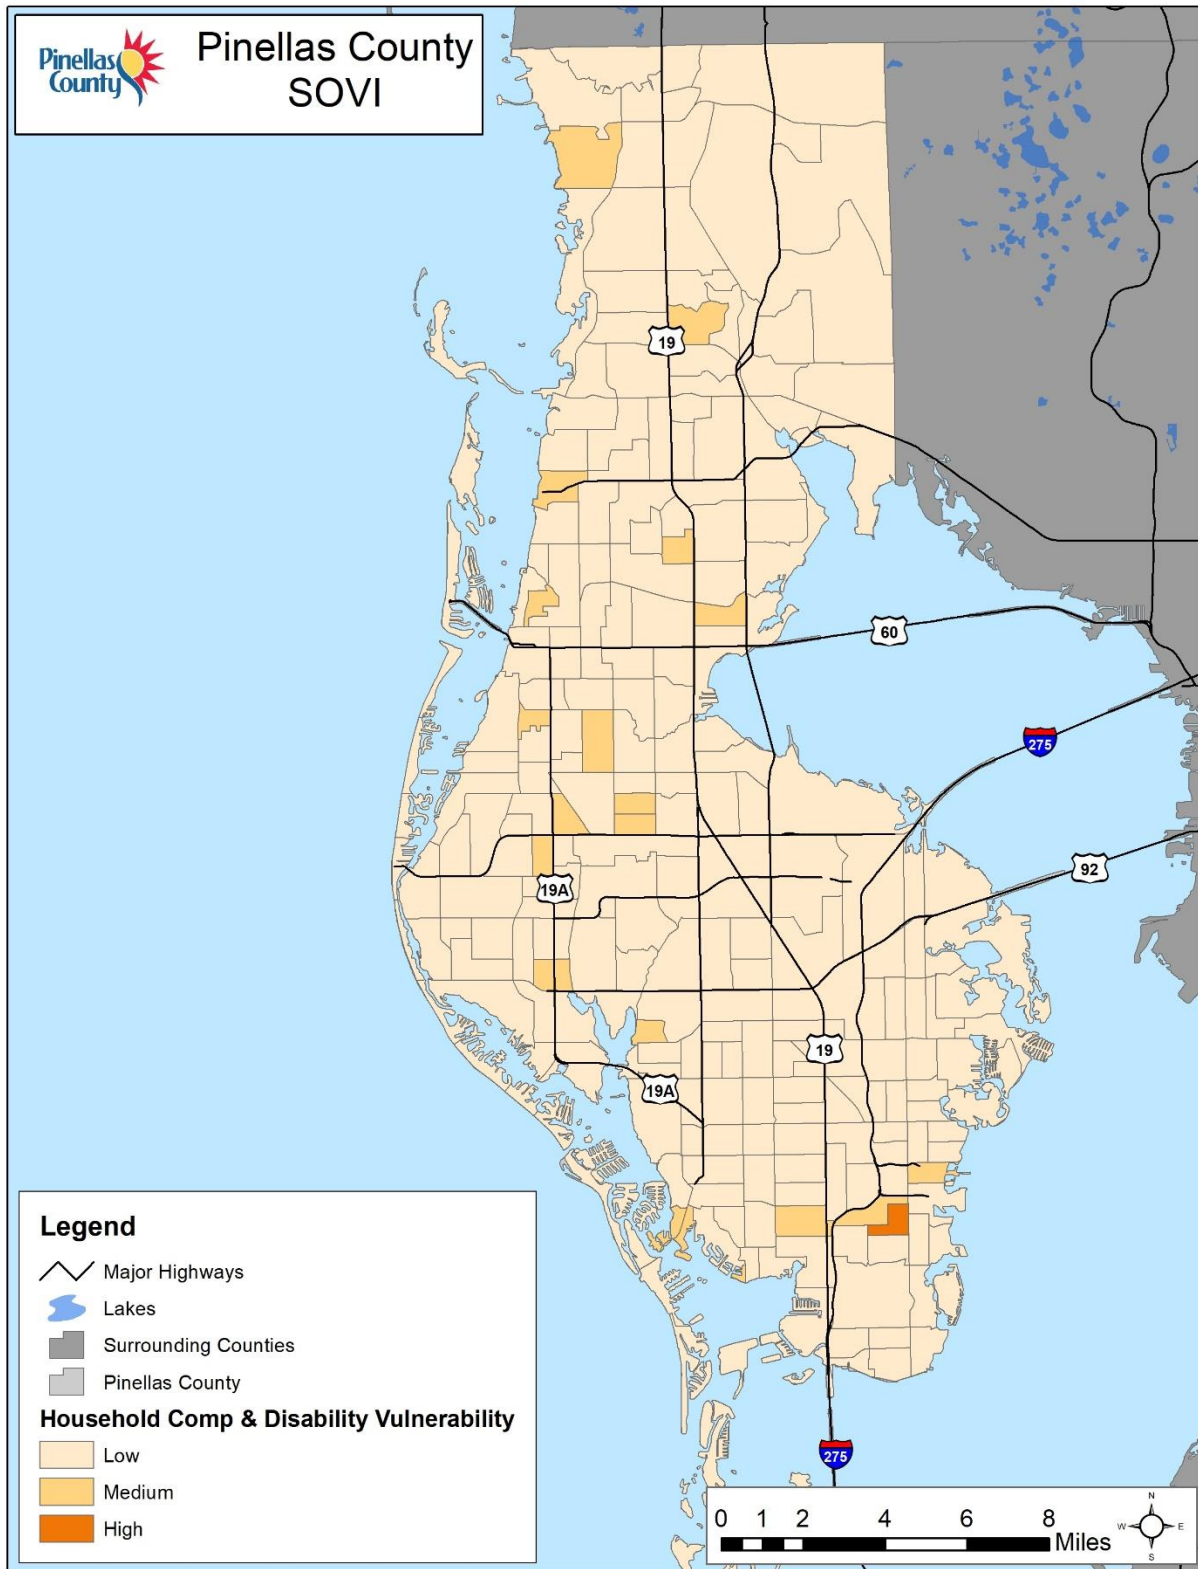 Pinellas
County
Pinellas County
SOVI
19
60
275
92
19A
19
19A
275
Legend
Major Highways
Lakes
Surrounding Counties
Pinellas County
Household Comp & Disability Vulnerability
Low
Medium
High
0 1 2 4 6 8
Miles
N
W E
S